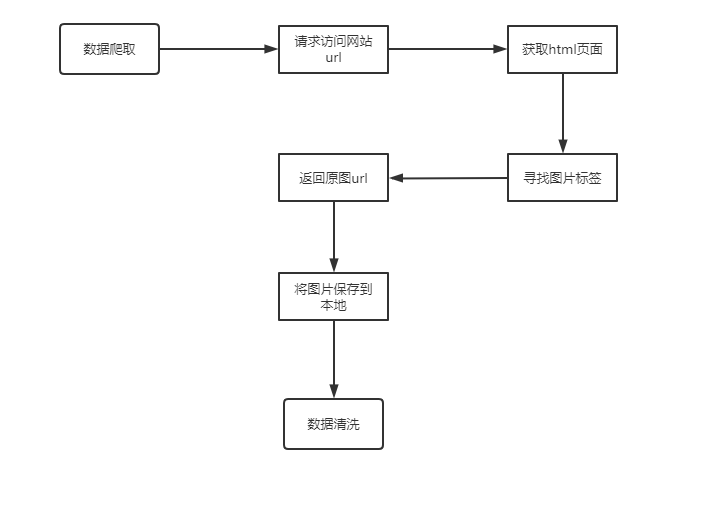 数据爬取
请求访问网站
url
获取html页面
返回原图url
寻找图片标签
将图片保存到
本地
数据清洗